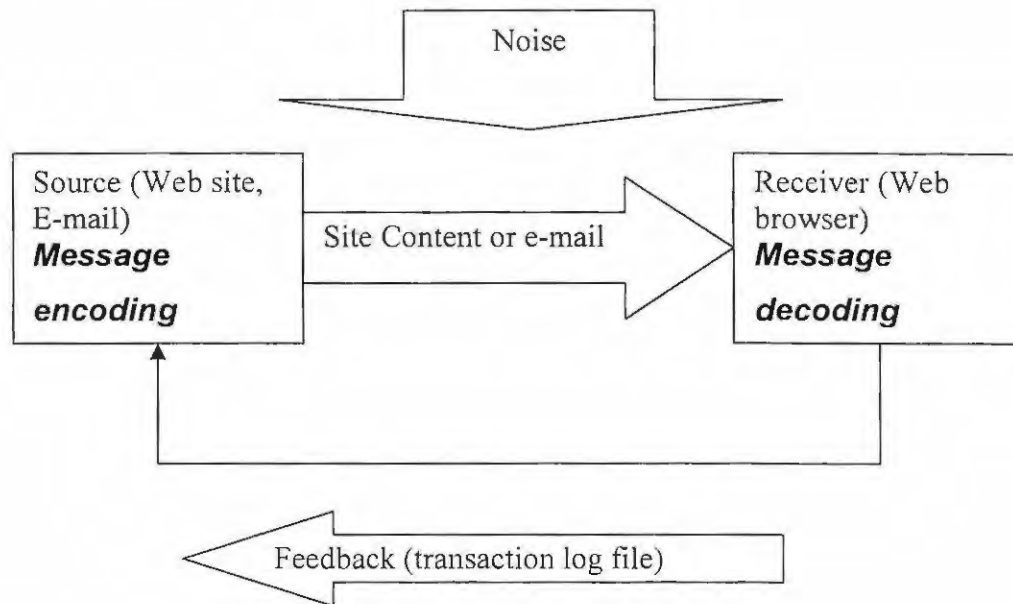 Noise
Source (Web site,
E-mail)
Message
encoding
Site Content or e-mail
Receiver (Web
browser)
Message
decoding
Feedback (transaction log file)